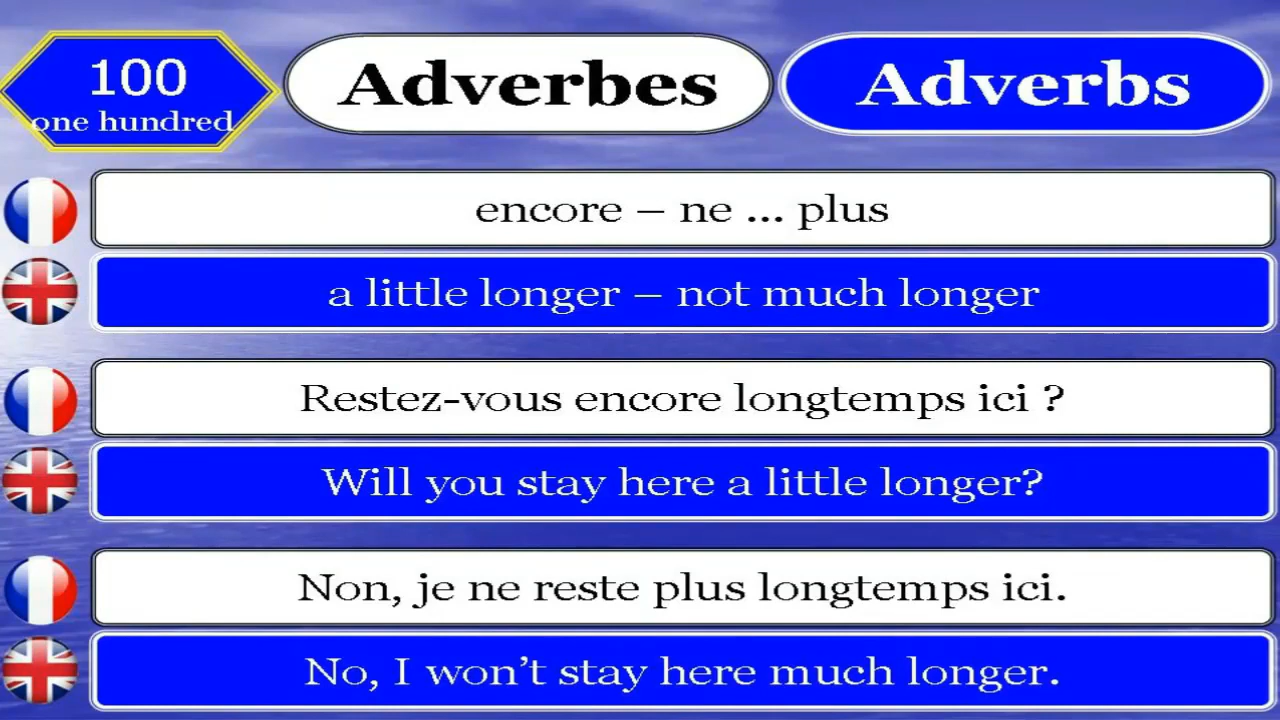 100
one hundred
Adverbes
Adverbs
encore – ne ... plus
a little longer – not much longer
Restez-vous encore longtemps ici ?
Will you stay here a little longer?
Non, je ne reste plus longtemps ici.
No, I won’t stay here much longer.